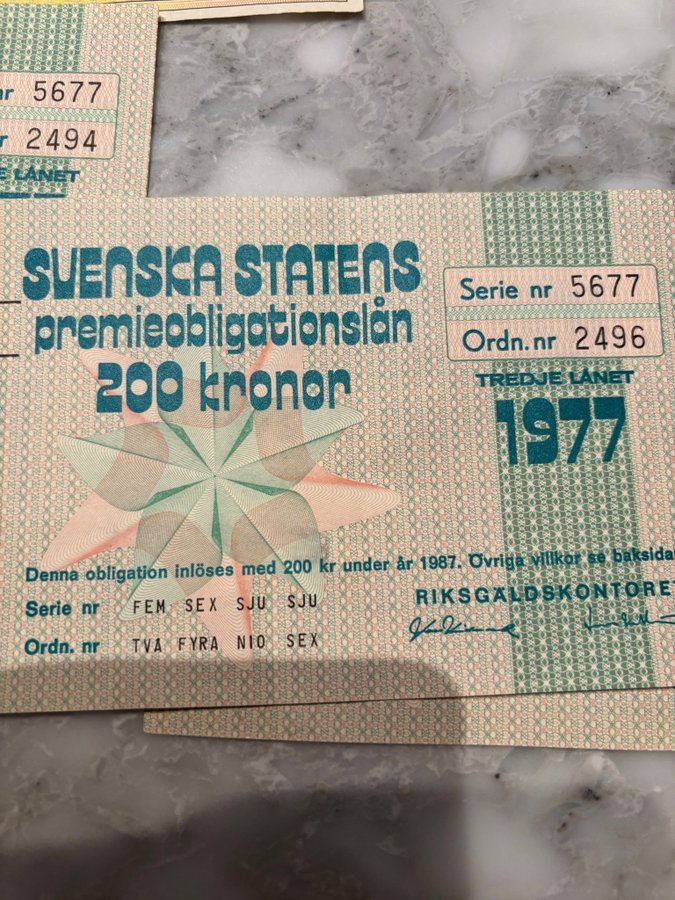 nr 5677
nr 2494
LÅNET
SVENSKA STATENS
premieobligationslån
200 kronor
Serie nr 5677
Ordn.nr 2496
TREDJE LÅNET
1977
Denna obligation inlöses med 200 kr under år 1987. Övriga villkor se baksidan
Serie nr FEM SEX SJU SJU
RIKSGÄLDSKONTORET
Ordn. nr TVÅ FYRA NIO SEX